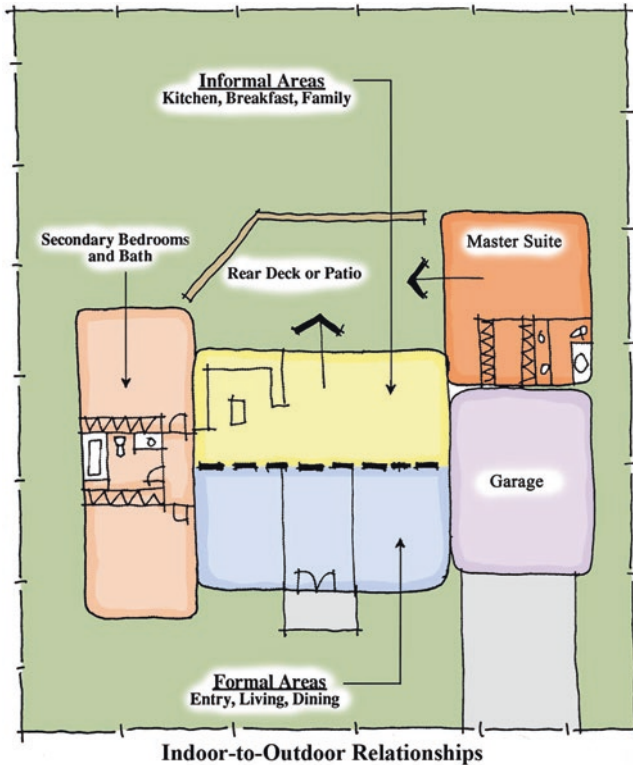 Informal Areas
Kitchen, Breakfast, Family
Secondary Bedrooms
and Bath
Rear Deck or Patio
Master Suite
Garage
Formal Areas
Entry, Living, Dining
Indoor-to-Outdoor Relationships